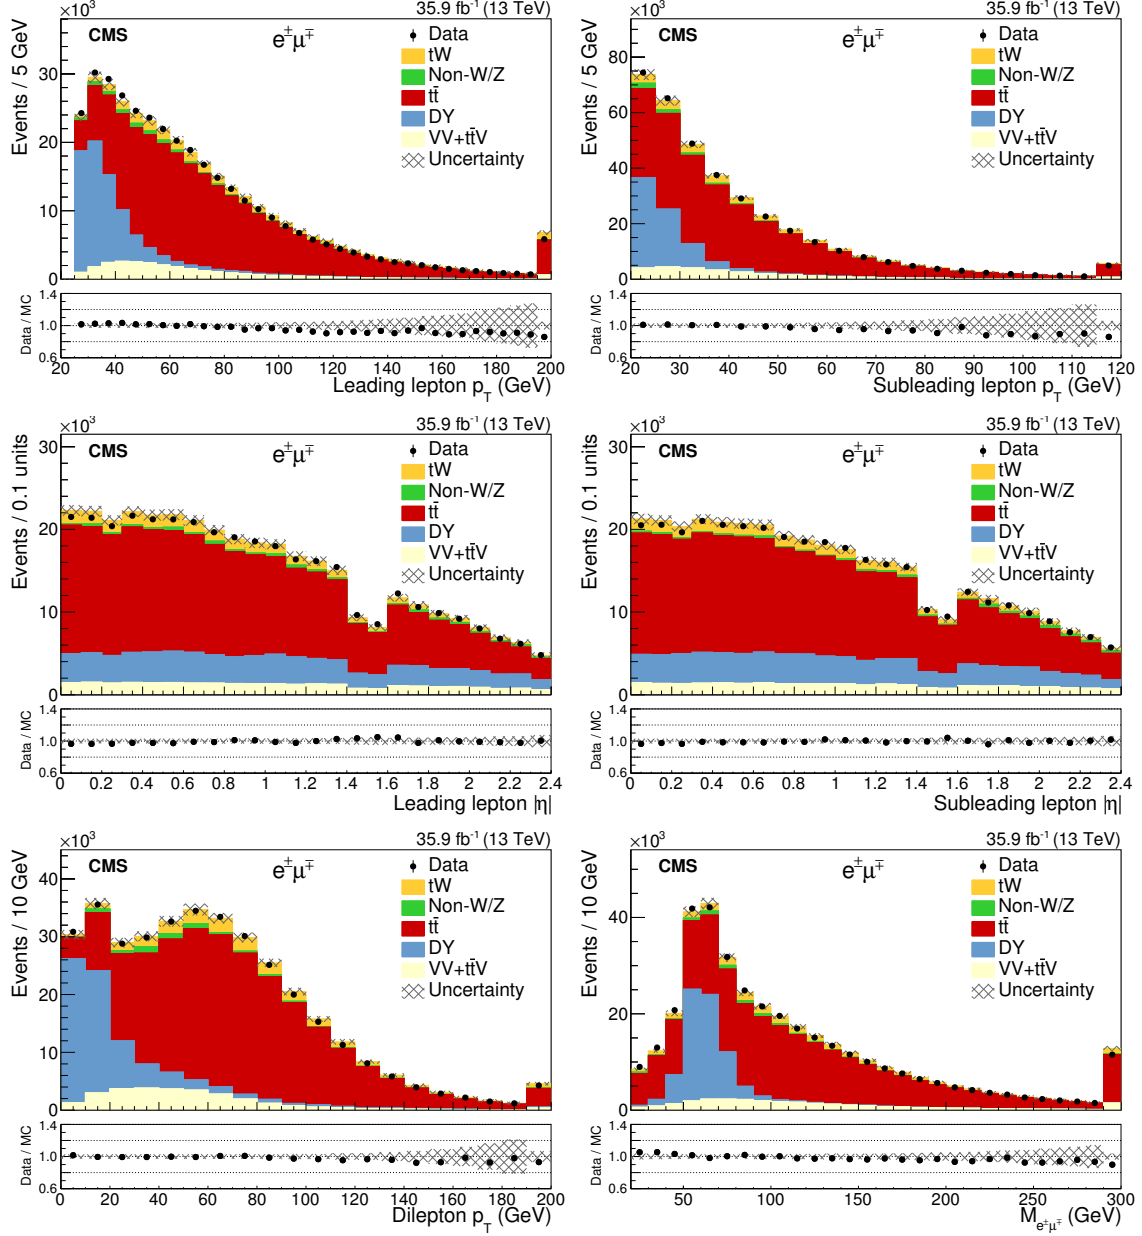 ×10³ 35.9 fb⁻¹ (13 TeV)
CMS e±μ∓
Data
tW
Non-W/Z
tt̄
DY
VV+tt̄V
Uncertainty
Events / 5 GeV
30
20
10
0
Data / MC
1.4
1.0
0.6
20 40 60 80 100 120 140 160 180 200
Leading lepton p_T (GeV)
×10³ 35.9 fb⁻¹ (13 TeV)
CMS e±μ∓
Data
tW
Non-W/Z
tt̄
DY
VV+tt̄V
Uncertainty
Events / 5 GeV
80
60
40
20
0
Data / MC
1.4
1.0
0.6
20 30 40 50 60 70 80 90 100 110 120
Subleading lepton p_T (GeV)
×10³ 35.9 fb⁻¹ (13 TeV)
CMS e±μ∓
Data
tW
Non-W/Z
tt̄
DY
VV+tt̄V
Uncertainty
Events / 0.1 units
30
20
10
0
Data / MC
1.4
1.0
0.6
0 0.2 0.4 0.6 0.8 1 1.2 1.4 1.6 1.8 2 2.2 2.4
Leading lepton |η|
×10³ 35.9 fb⁻¹ (13 TeV)
CMS e±μ∓
Data
tW
Non-W/Z
tt̄
DY
VV+tt̄V
Uncertainty
Events / 0.1 units
30
20
10
0
Data / MC
1.4
1.0
0.6
0 0.2 0.4 0.6 0.8 1 1.2 1.4 1.6 1.8 2 2.2 2.4
Subleading lepton |η|
×10³ 35.9 fb⁻¹ (13 TeV)
CMS e±μ∓
Data
tW
Non-W/Z
tt̄
DY
VV+tt̄V
Uncertainty
Events / 10 GeV
40
30
20
10
0
Data / MC
1.4
1.0
0.6
0 20 40 60 80 100 120 140 160 180 200
Dilepton p_T (GeV)
×10³ 35.9 fb⁻¹ (13 TeV)
CMS e±μ∓
Data
tW
Non-W/Z
tt̄
DY
VV+tt̄V
Uncertainty
Events / 10 GeV
40
20
0
Data / MC
1.4
1.0
0.6
50 100 150 200 250 300
M_e±μ∓ (GeV)